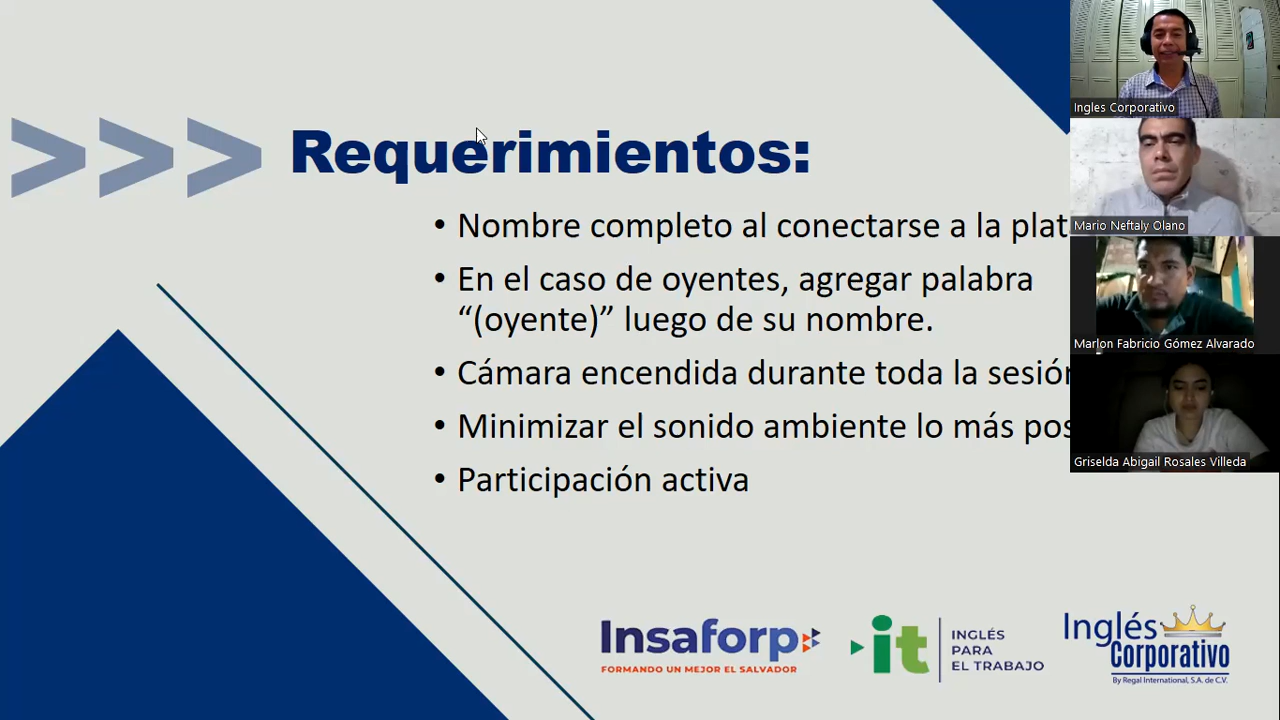 >>> Requerimientos:
• Nombre completo al conectarse a la plat
• En el caso de oyentes, agregar palabra
“(oyente)” luego de su nombre.
• Cámara encendida durante toda la sesión
• Minimizar el sonido ambiente lo más pos
• Participación activa
Ingles Corporativo
Mario Neftaly Olano
Marlon Fabricio Gómez Alvarado
Griselda Abigail Rosales Villeda
Insaforp
FORMANDO UN MEJOR EL SALVADOR
it
INGLÉS
PARA
EL TRABAJO
Inglés
Corporativo
By Regal International, S.A. de C.V.